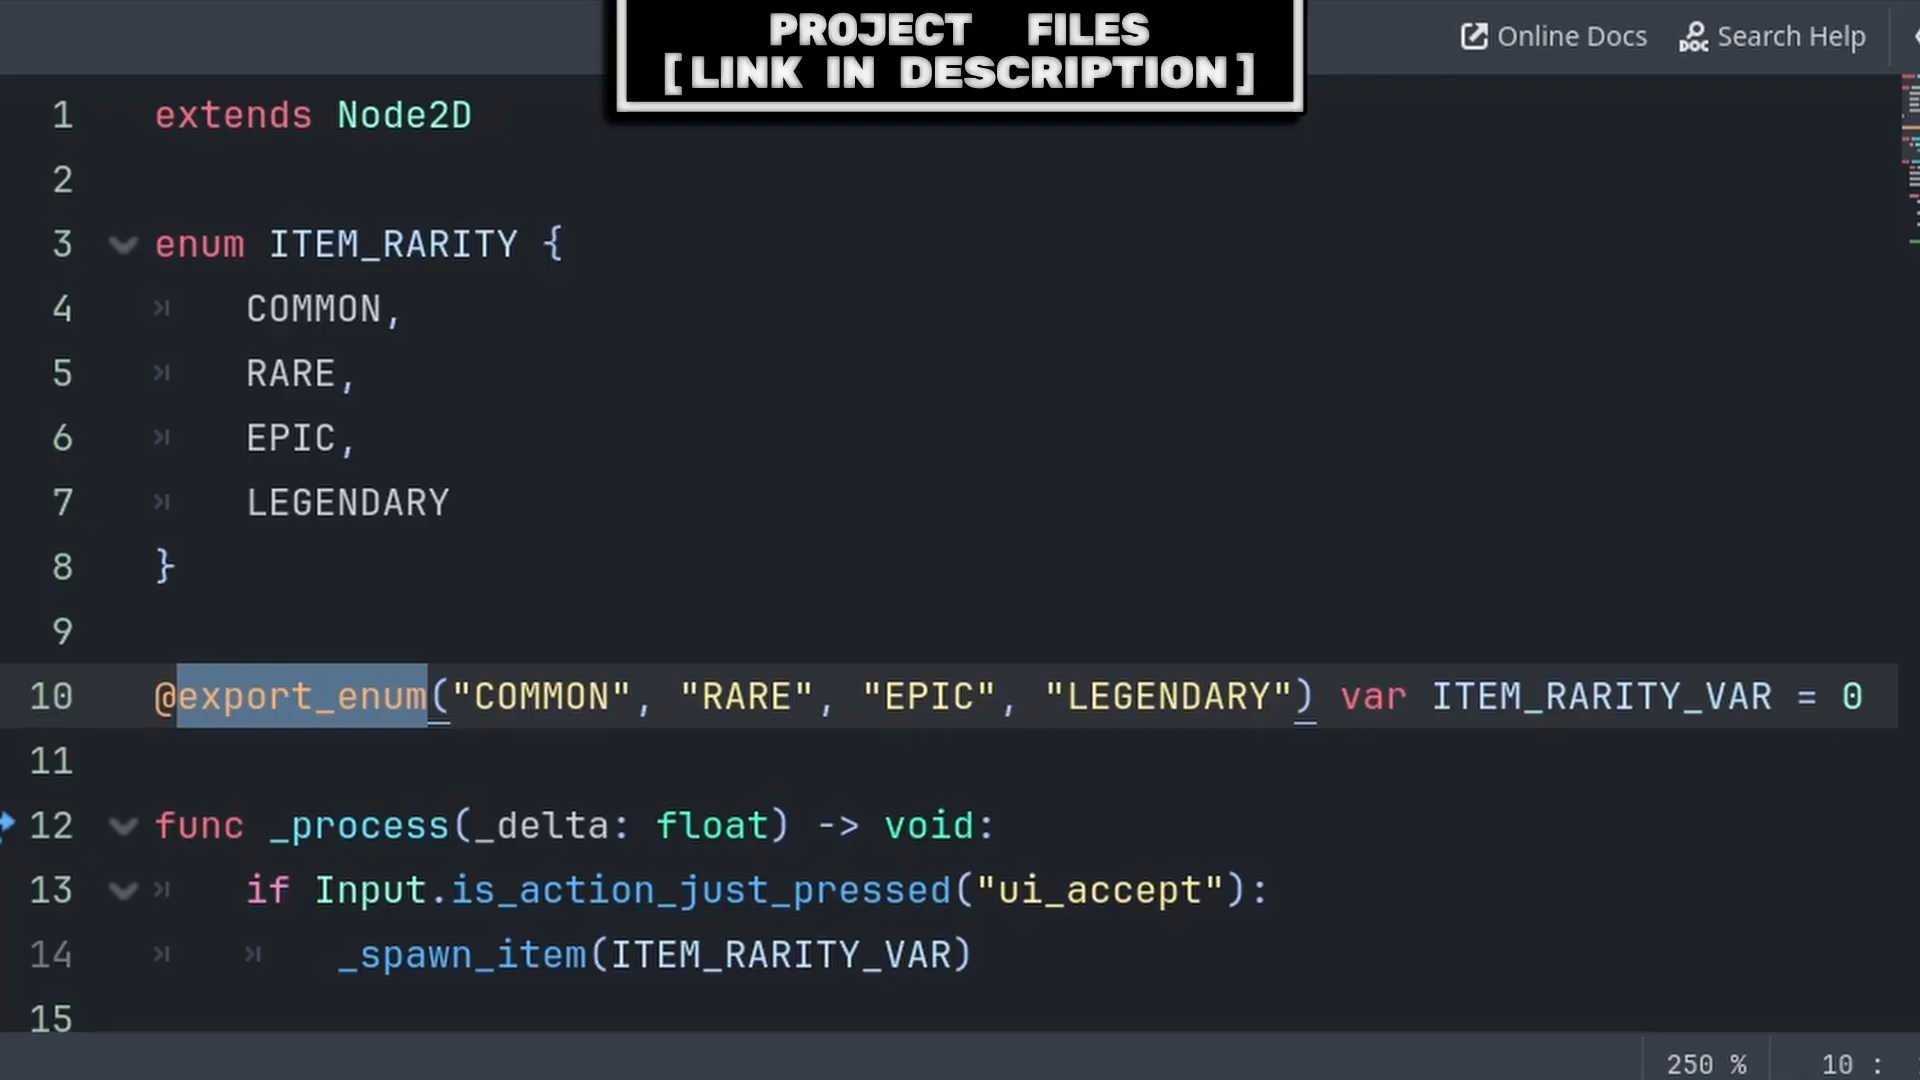 PROJECT FILES
[LINK IN DESCRIPTION]
Online Docs Search Help
1 extends Node2D
2
3 enum ITEM_RARITY {
4 COMMON,
5 RARE,
6 EPIC,
7 LEGENDARY
8 }
9
10 @export_enum("COMMON", "RARE", "EPIC", "LEGENDARY") var ITEM_RARITY_VAR = 0
11
12 func _process(_delta: float) -> void:
13 if Input.is_action_just_pressed("ui_accept"):
14 _spawn_item(ITEM_RARITY_VAR)
15
250 % 10 :